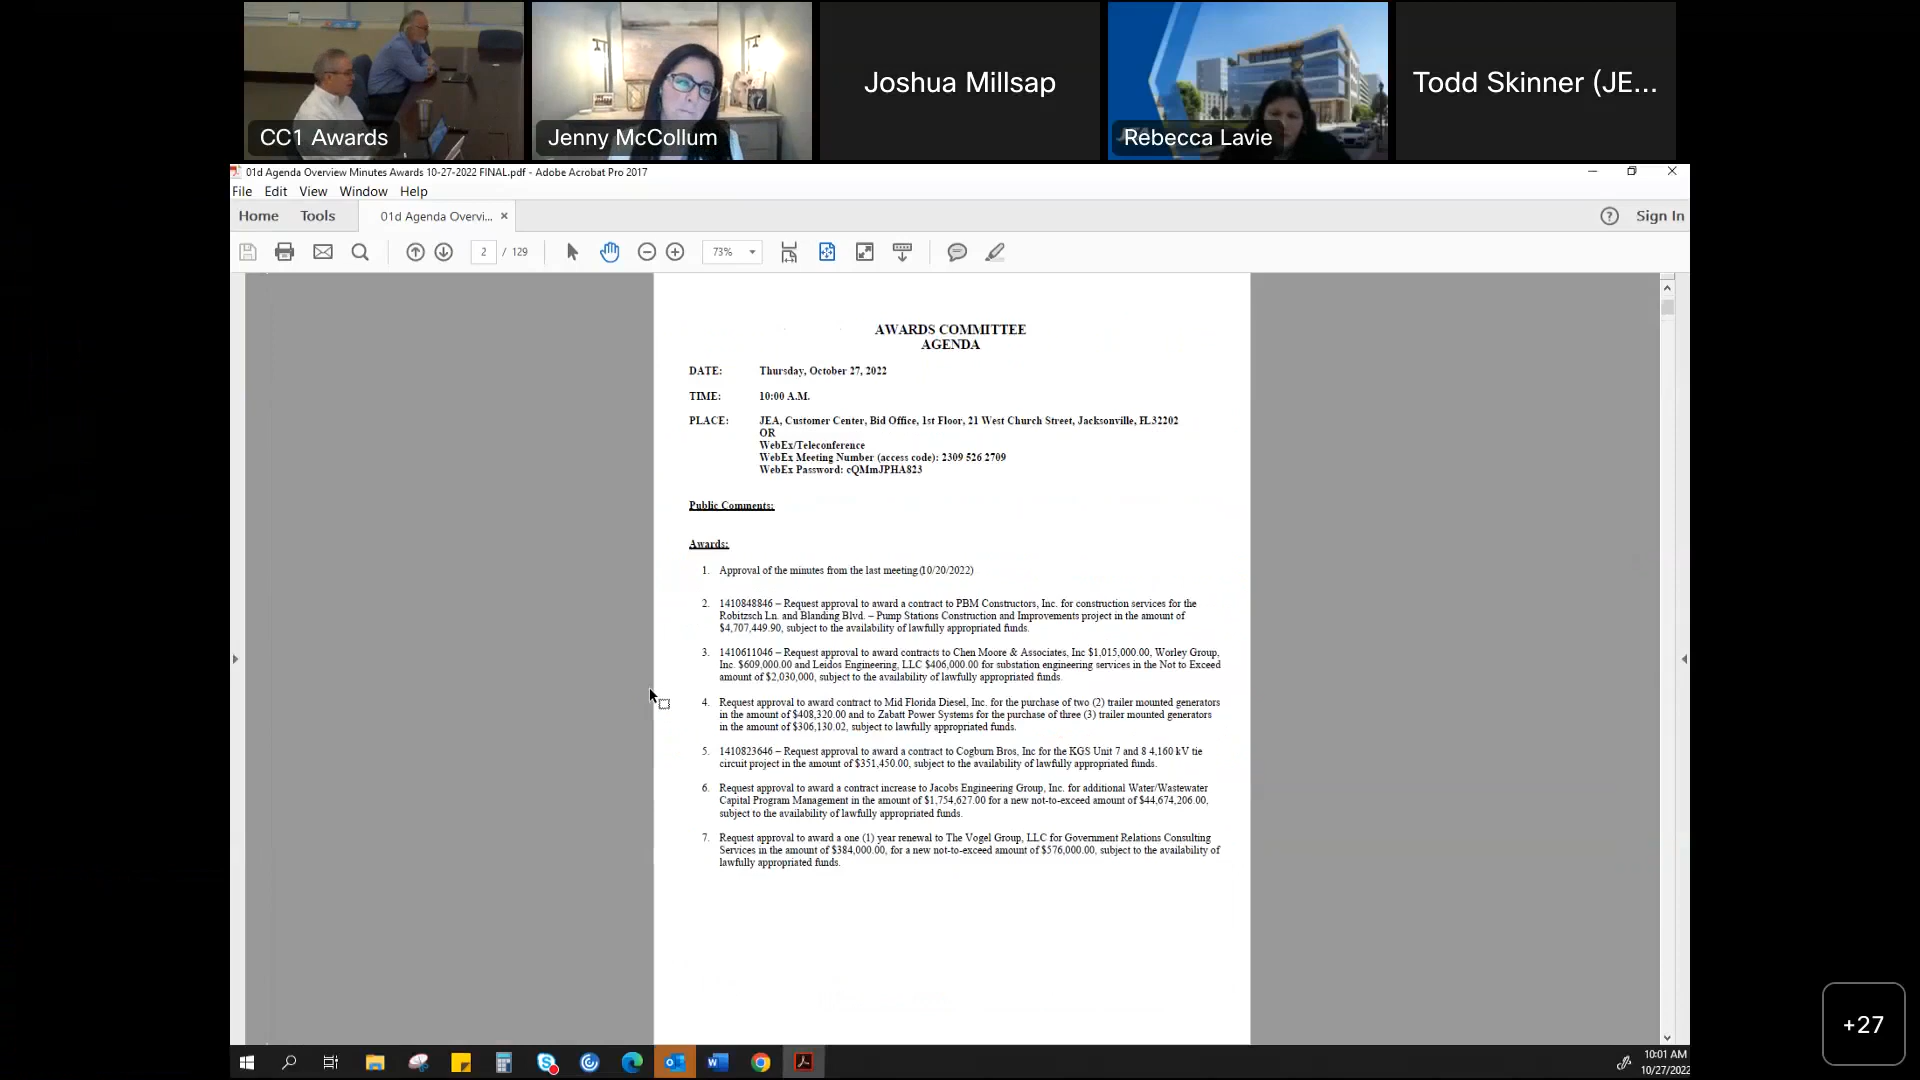 CC1 Awards
Jenny McCollum
Joshua Millsap
Rebecca Lavie
Todd Skinner (JE...
01d Agenda Overview Minutes Awards 10-27-2022 FINAL.pdf - Adobe Acrobat Pro 2017
File Edit View Window Help
Home Tools 01d Agenda Overvi... × Sign In
2 / 129 73%
AWARDS COMMITTEE
AGENDA
DATE: Thursday, October 27, 2022
TIME: 10:00 A.M.
PLACE: JEA, Customer Center, Bid Office, 1st Floor, 21 West Church Street, Jacksonville, FL 32202
OR
WebEx/Teleconference
WebEx Meeting Number (access code): 2309 526 2709
WebEx Password: cQMmJPHA823
Public Comments:
Awards:
1. Approval of the minutes from the last meeting (10/20/2022)
2. 1410848846 – Request approval to award a contract to PBM Constructors, Inc. for construction services for the
Robitzsch Ln. and Blanding Blvd. – Pump Stations Construction and Improvements project in the amount of
$4,707,449.90, subject to the availability of lawfully appropriated funds.
3. 1410611046 – Request approval to award contracts to Chen Moore & Associates, Inc $1,015,000.00, Worley Group,
Inc. $609,000.00 and Leidos Engineering, LLC $406,000.00 for substation engineering services in the Not to Exceed
amount of $2,030,000, subject to the availability of lawfully appropriated funds.
4. Request approval to award contract to Mid Florida Diesel, Inc. for the purchase of two (2) trailer mounted generators
in the amount of $408,320.00 and to Zabatt Power Systems for the purchase of three (3) trailer mounted generators
in the amount of $306,130.02, subject to lawfully appropriated funds.
5. 1410823646 – Request approval to award a contract to Cogburn Bros, Inc for the KGS Unit 7 and 8 4,160 kV tie
circuit project in the amount of $351,450.00, subject to the availability of lawfully appropriated funds.
6. Request approval to award a contract increase to Jacobs Engineering Group, Inc. for additional Water/Wastewater
Capital Program Management in the amount of $1,754,627.00 for a new not-to-exceed amount of $44,674,206.00,
subject to the availability of lawfully appropriated funds.
7. Request approval to award a one (1) year renewal to The Vogel Group, LLC for Government Relations Consulting
Services in the amount of $384,000.00, for a new not-to-exceed amount of $576,000.00, subject to the availability of
lawfully appropriated funds.
+27
10:01 AM
10/27/2022